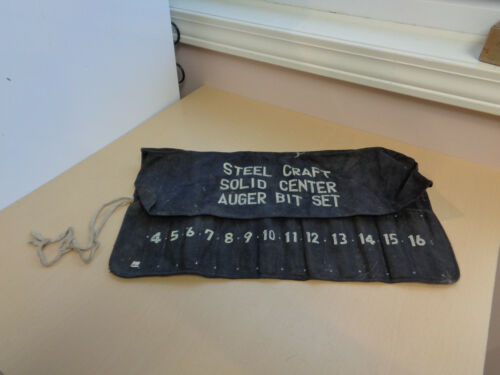 STEEL CRAFT
SOLID CENTER
AUGER BIT SET
4 · 5 · 6 · 7 · 8 · 9 · 10 · 11 · 12 · 13 · 14 · 15 · 16 ·